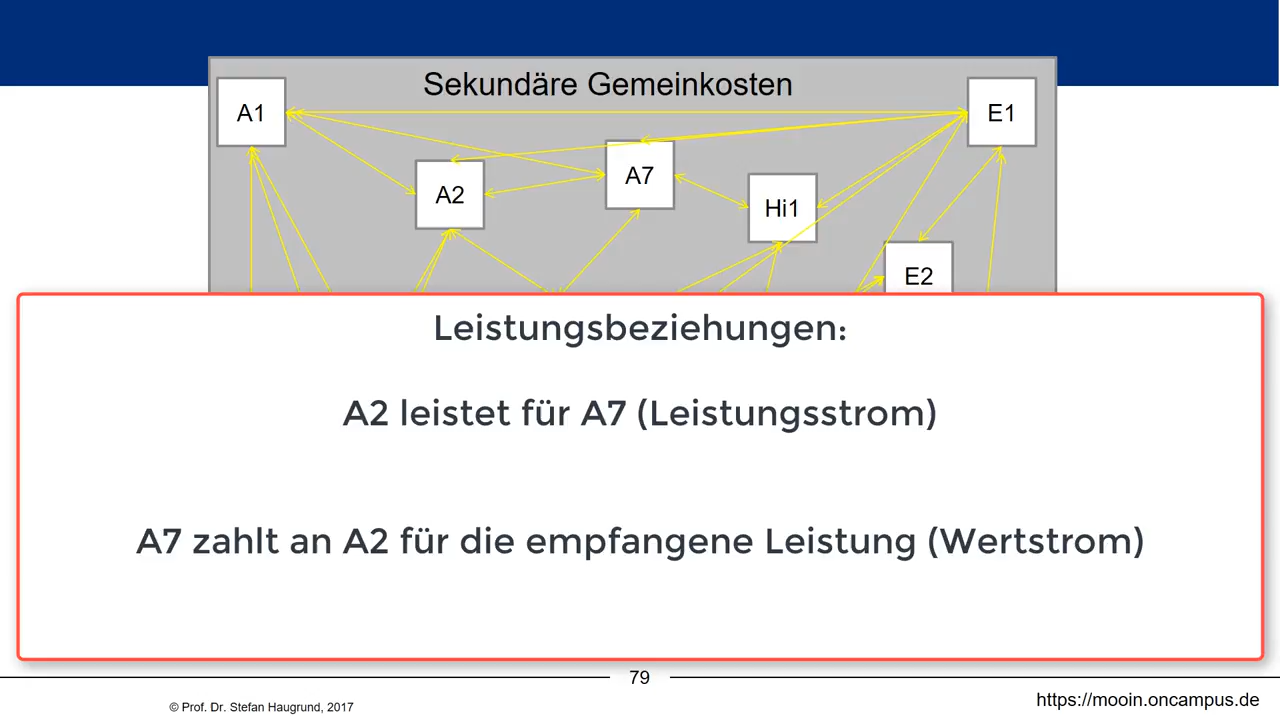 Sekundäre Gemeinkosten
A1
E1
A7
A2
Hi1
E2
Leistungsbeziehungen:
A2 leistet für A7 (Leistungsstrom)
A7 zahlt an A2 für die empfangene Leistung (Wertstrom)
79
© Prof. Dr. Stefan Haugrund, 2017
https://mooin.oncampus.de